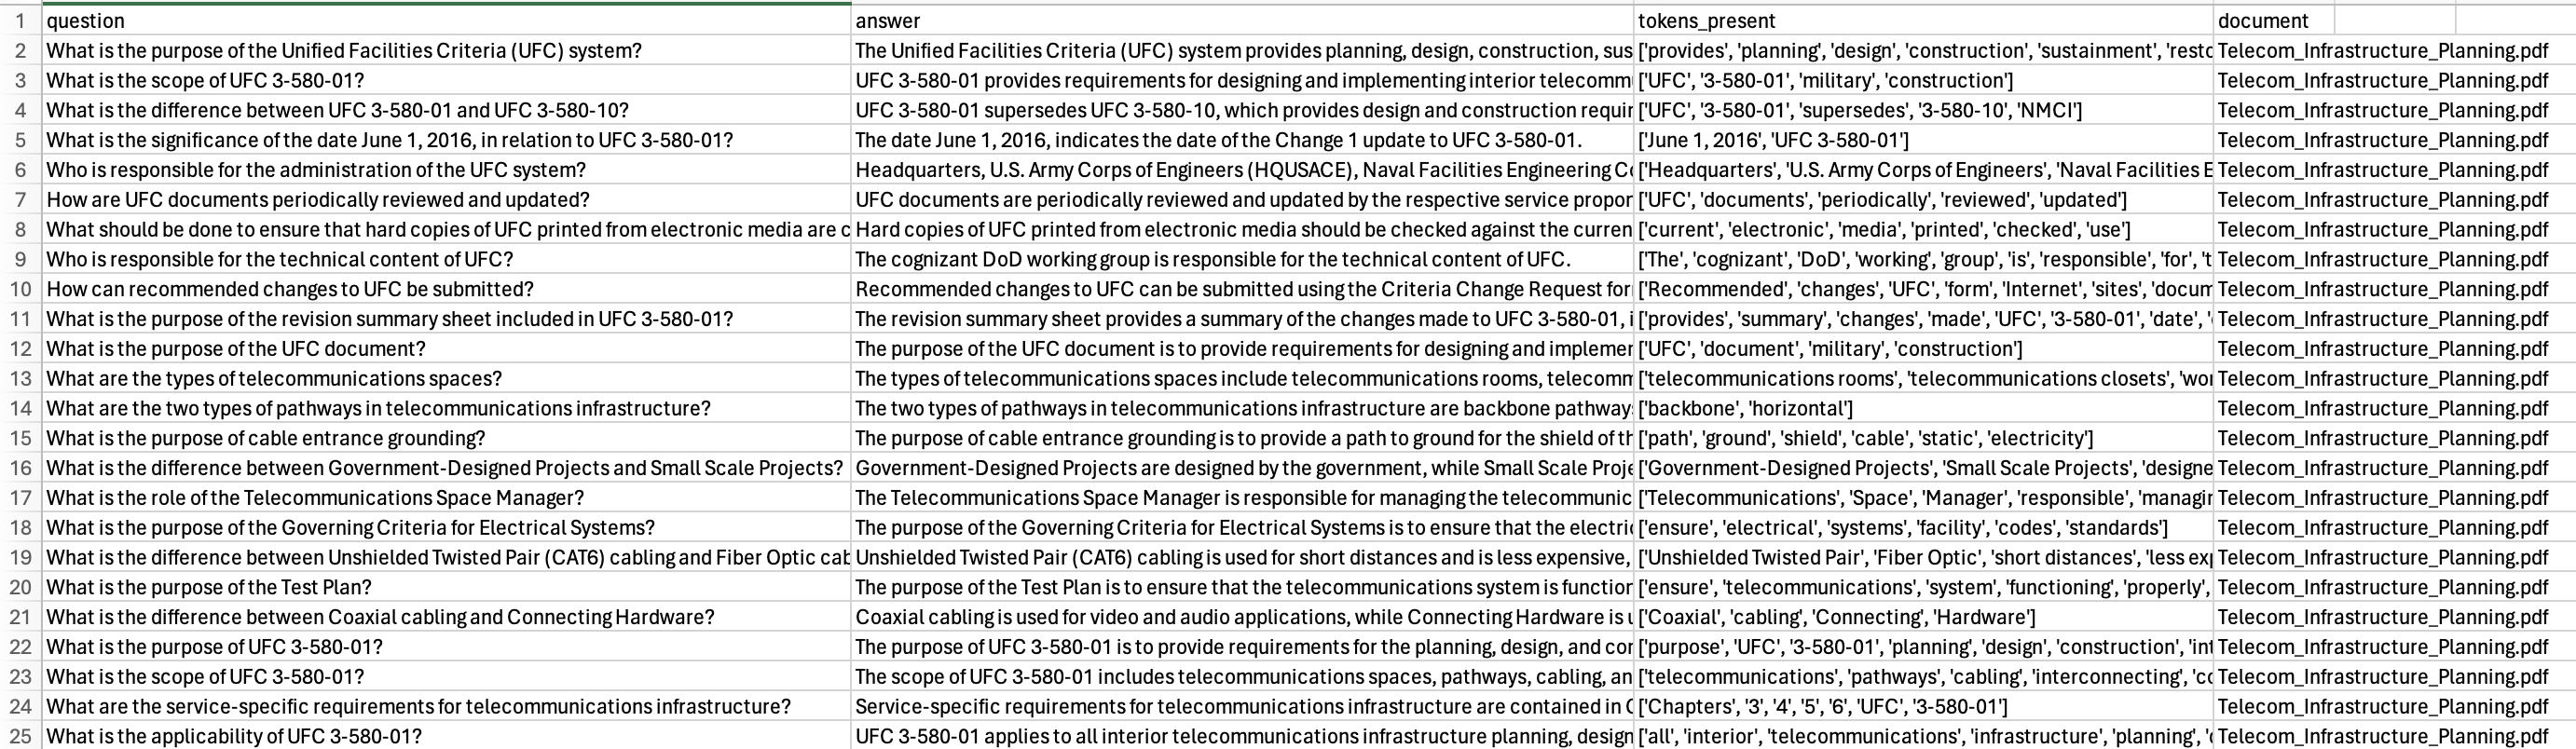 1 question answer tokens_present document
2 What is the purpose of the Unified Facilities Criteria (UFC) system? The Unified Facilities Criteria (UFC) system provides planning, design, construction, sus ['provides', 'planning', 'design', 'construction', 'sustainment', 'resto Telecom_Infrastructure_Planning.pdf
3 What is the scope of UFC 3-580-01? UFC 3-580-01 provides requirements for designing and implementing interior telecomm ['UFC', '3-580-01', 'military', 'construction'] Telecom_Infrastructure_Planning.pdf
4 What is the difference between UFC 3-580-01 and UFC 3-580-10? UFC 3-580-01 supersedes UFC 3-580-10, which provides design and construction requir ['UFC', '3-580-01', 'supersedes', '3-580-10', 'NMCI'] Telecom_Infrastructure_Planning.pdf
5 What is the significance of the date June 1, 2016, in relation to UFC 3-580-01? The date June 1, 2016, indicates the date of the Change 1 update to UFC 3-580-01. ['June 1, 2016', 'UFC 3-580-01'] Telecom_Infrastructure_Planning.pdf
6 Who is responsible for the administration of the UFC system? Headquarters, U.S. Army Corps of Engineers (HQUSACE), Naval Facilities Engineering Co ['Headquarters', 'U.S. Army Corps of Engineers', 'Naval Facilities E Telecom_Infrastructure_Planning.pdf
7 How are UFC documents periodically reviewed and updated? UFC documents are periodically reviewed and updated by the respective service propon ['UFC', 'documents', 'periodically', 'reviewed', 'updated'] Telecom_Infrastructure_Planning.pdf
8 What should be done to ensure that hard copies of UFC printed from electronic media are c Hard copies of UFC printed from electronic media should be checked against the curren ['current', 'electronic', 'media', 'printed', 'checked', 'use'] Telecom_Infrastructure_Planning.pdf
9 Who is responsible for the technical content of UFC? The cognizant DoD working group is responsible for the technical content of UFC. ['The', 'cognizant', 'DoD', 'working', 'group', 'is', 'responsible', 'for', 't Telecom_Infrastructure_Planning.pdf
10 How can recommended changes to UFC be submitted? Recommended changes to UFC can be submitted using the Criteria Change Request for ['Recommended', 'changes', 'UFC', 'form', 'Internet', 'sites', 'docum Telecom_Infrastructure_Planning.pdf
11 What is the purpose of the revision summary sheet included in UFC 3-580-01? The revision summary sheet provides a summary of the changes made to UFC 3-580-01, i ['provides', 'summary', 'changes', 'made', 'UFC', '3-580-01', 'date', ' Telecom_Infrastructure_Planning.pdf
12 What is the purpose of the UFC document? The purpose of the UFC document is to provide requirements for designing and implemen ['UFC', 'document', 'military', 'construction'] Telecom_Infrastructure_Planning.pdf
13 What are the types of telecommunications spaces? The types of telecommunications spaces include telecommunications rooms, telecomm ['telecommunications rooms', 'telecommunications closets', 'wor Telecom_Infrastructure_Planning.pdf
14 What are the two types of pathways in telecommunications infrastructure? The two types of pathways in telecommunications infrastructure are backbone pathway ['backbone', 'horizontal'] Telecom_Infrastructure_Planning.pdf
15 What is the purpose of cable entrance grounding? The purpose of cable entrance grounding is to provide a path to ground for the shield of th ['path', 'ground', 'shield', 'cable', 'static', 'electricity'] Telecom_Infrastructure_Planning.pdf
16 What is the difference between Government-Designed Projects and Small Scale Projects? Government-Designed Projects are designed by the government, while Small Scale Proje ['Government-Designed Projects', 'Small Scale Projects', 'designe Telecom_Infrastructure_Planning.pdf
17 What is the role of the Telecommunications Space Manager? The Telecommunications Space Manager is responsible for managing the telecommunic ['Telecommunications', 'Space', 'Manager', 'responsible', 'managin Telecom_Infrastructure_Planning.pdf
18 What is the purpose of the Governing Criteria for Electrical Systems? The purpose of the Governing Criteria for Electrical Systems is to ensure that the electric ['ensure', 'electrical', 'systems', 'facility', 'codes', 'standards'] Telecom_Infrastructure_Planning.pdf
19 What is the difference between Unshielded Twisted Pair (CAT6) cabling and Fiber Optic cab Unshielded Twisted Pair (CAT6) cabling is used for short distances and is less expensive, ['Unshielded Twisted Pair', 'Fiber Optic', 'short distances', 'less exp Telecom_Infrastructure_Planning.pdf
20 What is the purpose of the Test Plan? The purpose of the Test Plan is to ensure that the telecommunications system is function ['ensure', 'telecommunications', 'system', 'functioning', 'properly', Telecom_Infrastructure_Planning.pdf
21 What is the difference between Coaxial cabling and Connecting Hardware? Coaxial cabling is used for video and audio applications, while Connecting Hardware is u ['Coaxial', 'cabling', 'Connecting', 'Hardware'] Telecom_Infrastructure_Planning.pdf
22 What is the purpose of UFC 3-580-01? The purpose of UFC 3-580-01 is to provide requirements for the planning, design, and con ['purpose', 'UFC', '3-580-01', 'planning', 'design', 'construction', 'int Telecom_Infrastructure_Planning.pdf
23 What is the scope of UFC 3-580-01? The scope of UFC 3-580-01 includes telecommunications spaces, pathways, cabling, an ['telecommunications', 'pathways', 'cabling', 'interconnecting', 'co Telecom_Infrastructure_Planning.pdf
24 What are the service-specific requirements for telecommunications infrastructure? Service-specific requirements for telecommunications infrastructure are contained in C ['Chapters', '3', '4', '5', '6', 'UFC', '3-580-01'] Telecom_Infrastructure_Planning.pdf
25 What is the applicability of UFC 3-580-01? UFC 3-580-01 applies to all interior telecommunications infrastructure planning, design ['all', 'interior', 'telecommunications', 'infrastructure', 'planning', ' Telecom_Infrastructure_Planning.pdf